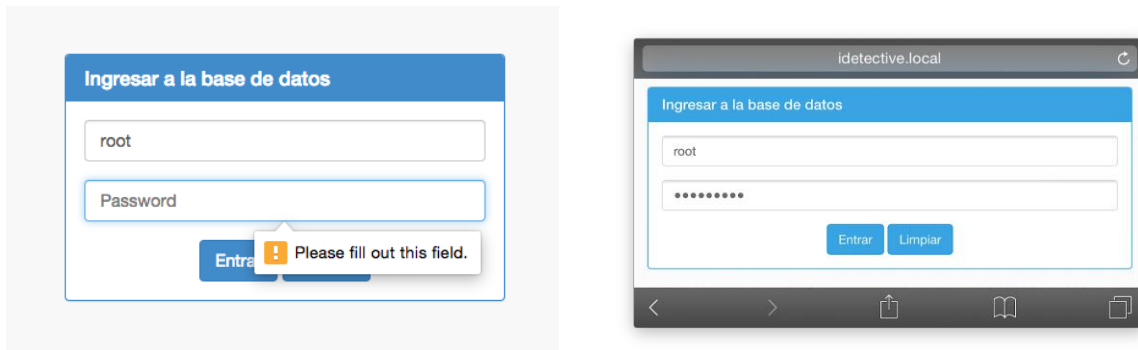 Ingresar a la base de datos
root
Password
Please fill out this field.
idetective.local
Ingresar a la base de datos
root
•••••••••
Entrar
Limpiar